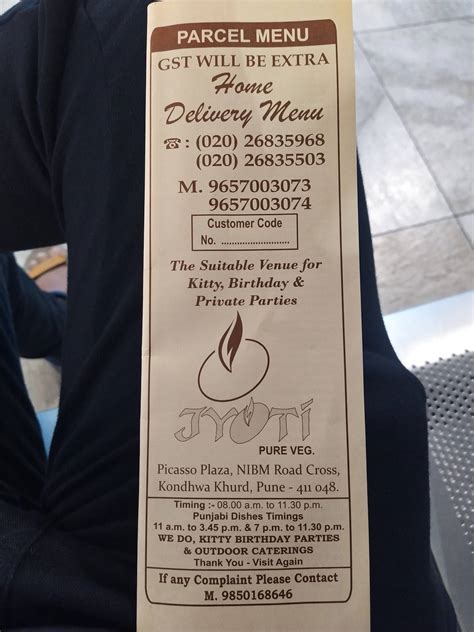 PARCEL MENU
GST WILL BE EXTRA
Home
Delivery Menu
☎ : (020) 26835968
(020) 26835503
M. 9657003073
9657003074
Customer Code
No. ..........................
The Suitable Venue for
Kitty, Birthday &
Private Parties
JYOTI
PURE VEG.
Picasso Plaza, NIBM Road Cross,
Kondhwa Khurd, Pune - 411 048.
Timing :- 08.00 a.m. to 11.30 p.m.
Punjabi Dishes Timings
11 a.m. to 3.45 p.m. & 7 p.m. to 11.30 p.m.
WE DO, KITTY BIRTHDAY PARTIES
& OUTDOOR CATERINGS
Thank You - Visit Again
If any Complaint Please Contact
M. 9850168646